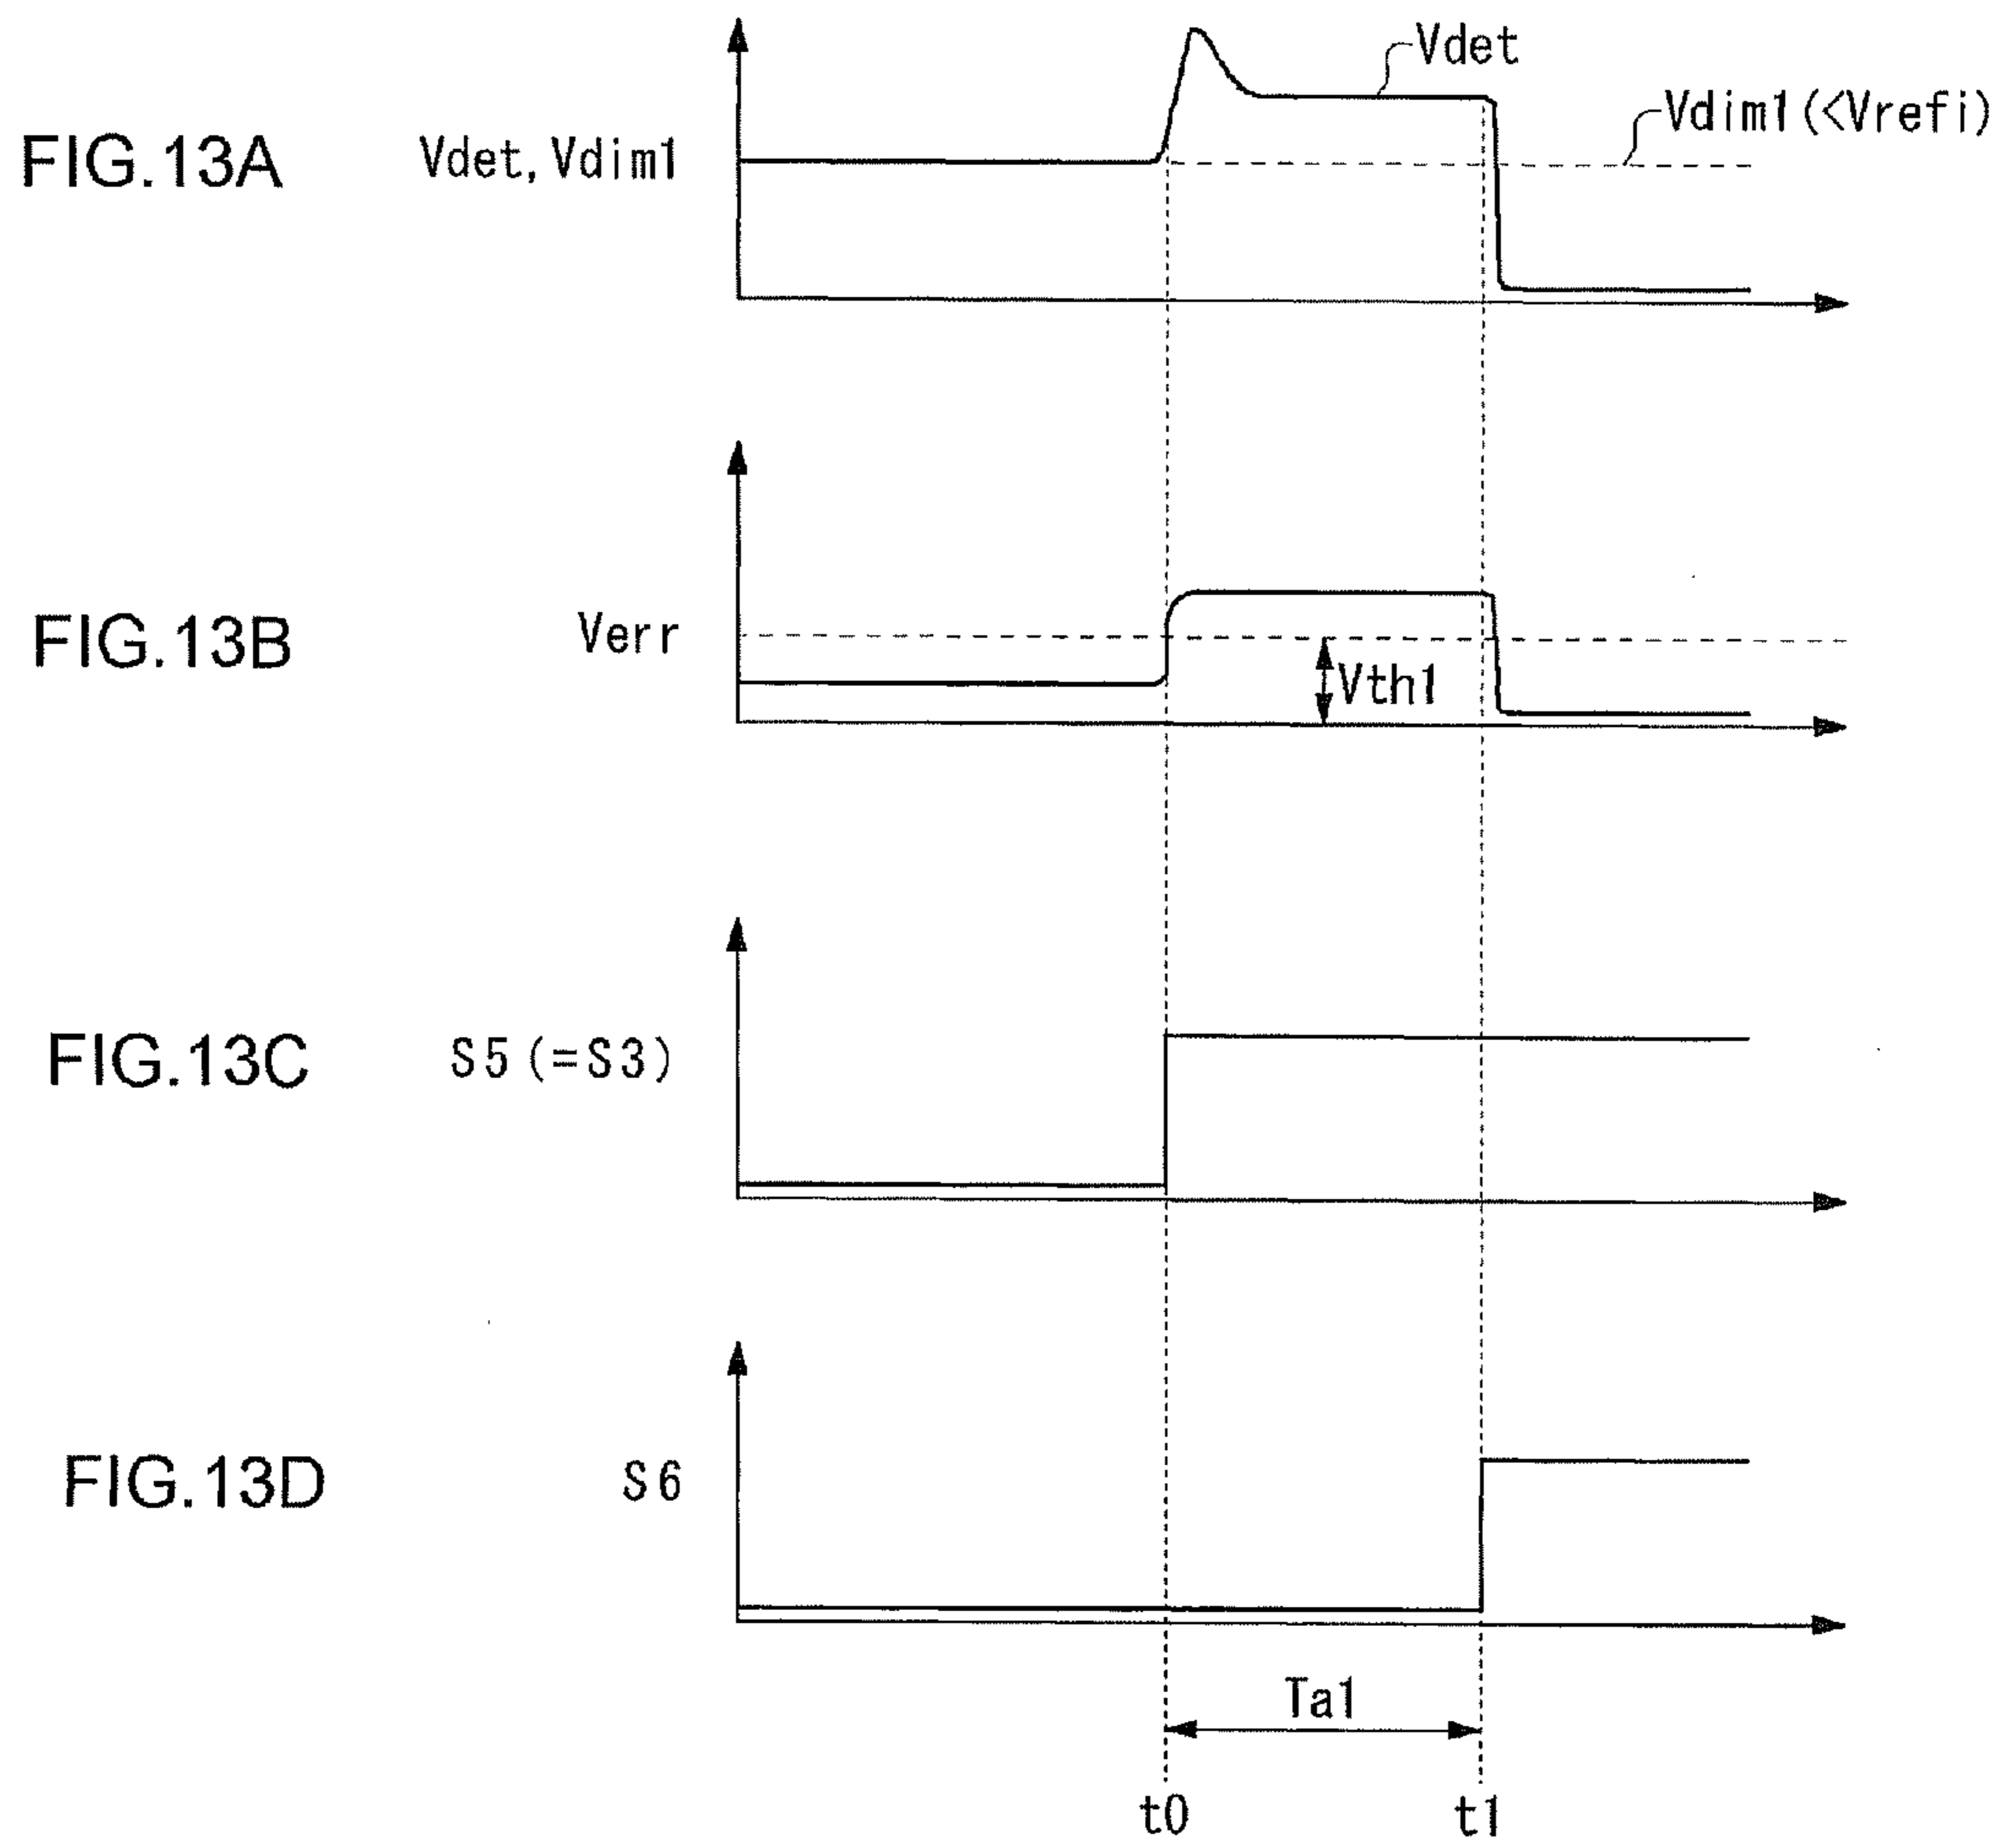 FIG.13A
Vdet, Vdim1
Vdet
Vdim1(<Vrefi)
FIG.13B
Verr
Vth1
FIG.13C
S5(=S3)
FIG.13D
S6
Ta1
t0
t1